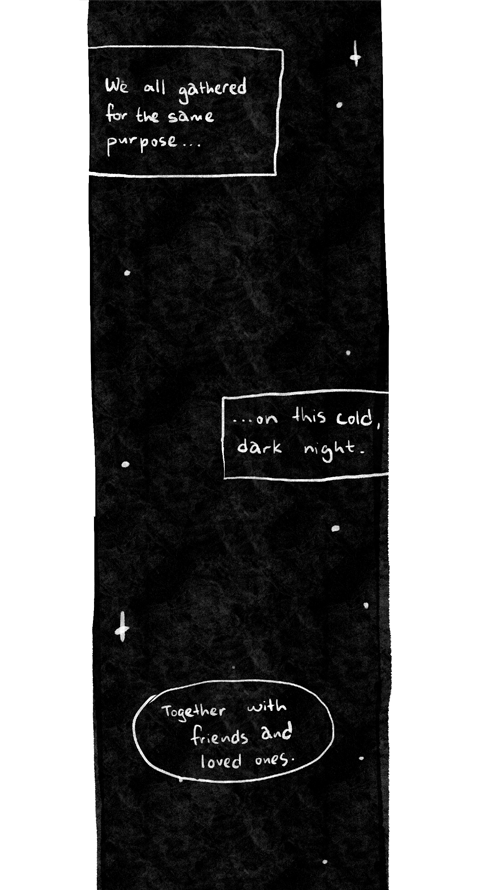 We all gathered
for the same
purpose...
...on this cold,
dark night.
Together with
friends and
loved ones.